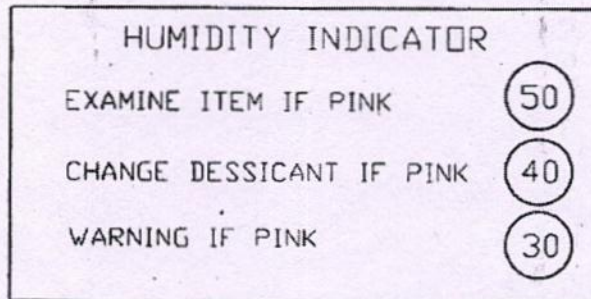 HUMIDITY INDICATOR
EXAMINE ITEM IF PINK 50
CHANGE DESSICANT IF PINK 40
WARNING IF PINK 30